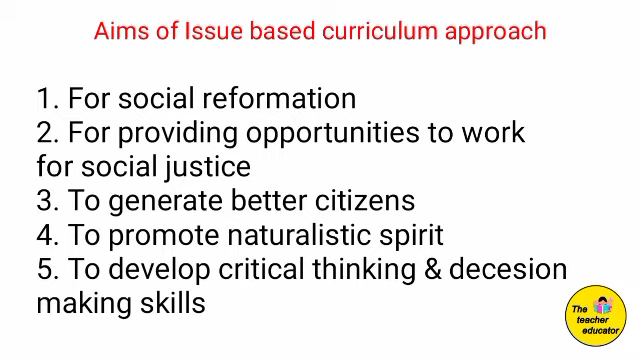 Aims of Issue based curriculum approach
1. For social reformation
2. For providing opportunities to work
for social justice
3. To generate better citizens
4. To promote naturalistic spirit
5. To develop critical thinking & decesion
making skills
The
teacher
educator